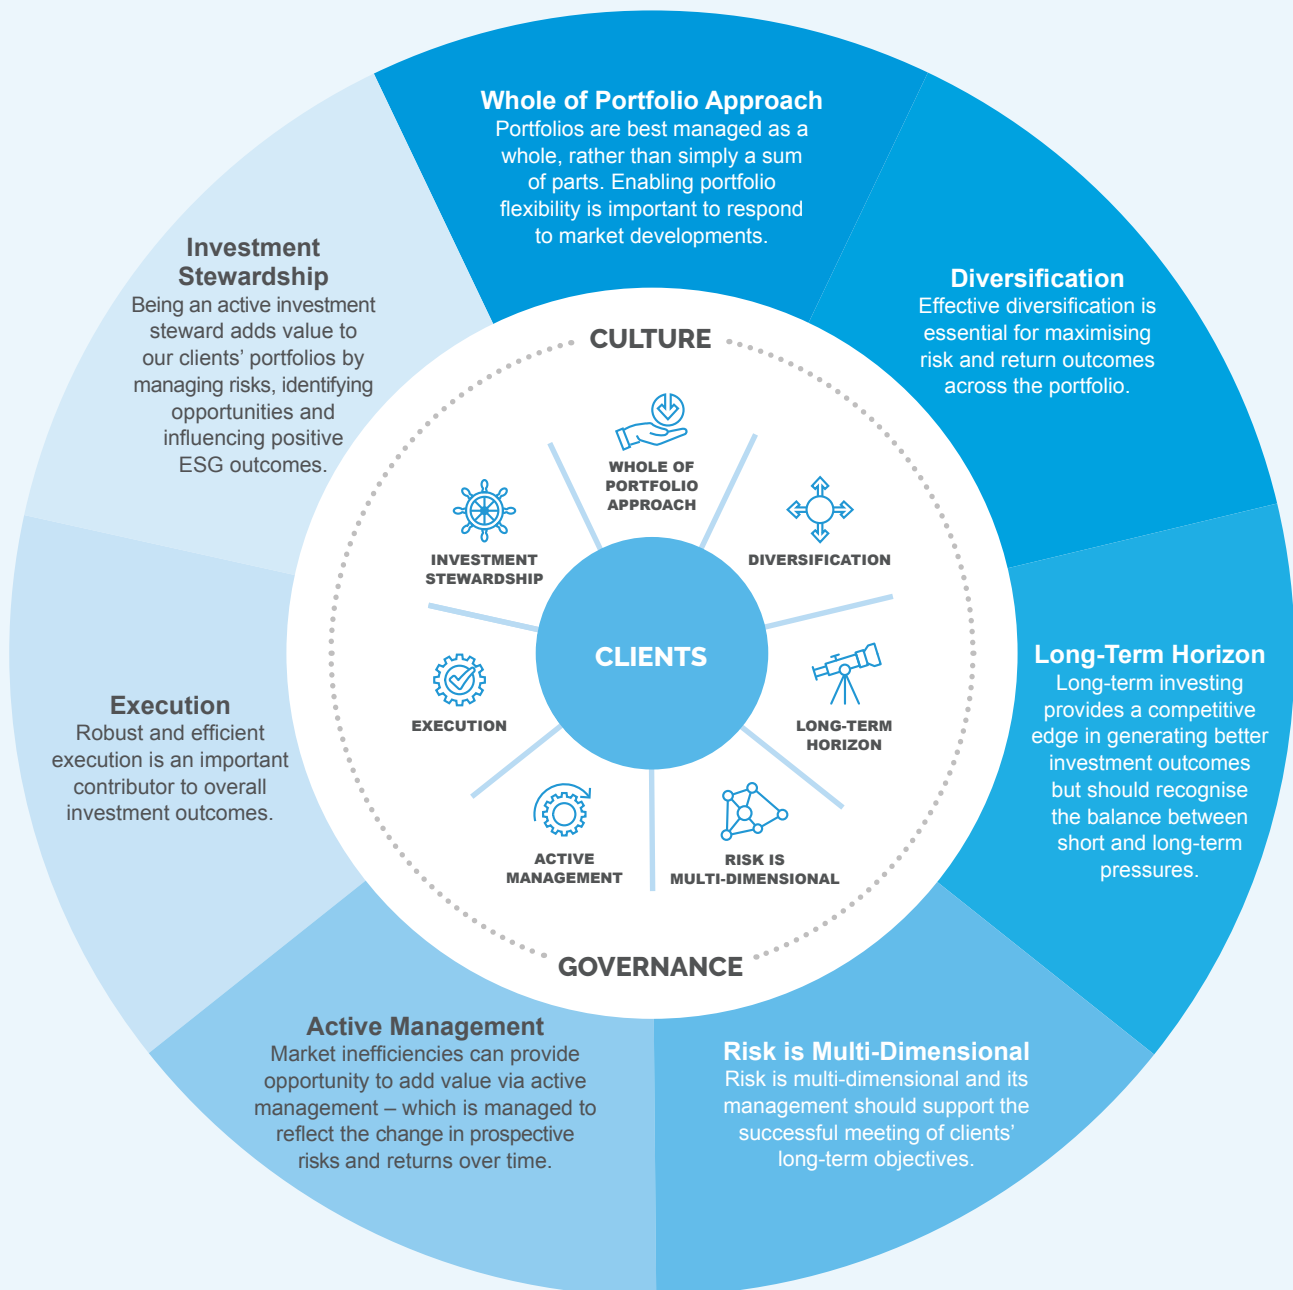 Whole of Portfolio Approach
Portfolios are best managed as a
whole, rather than simply a sum
of parts. Enabling portfolio
flexibility is important to respond
to market developments.
Diversification
Effective diversification is
essential for maximising
risk and return outcomes
across the portfolio.
Long-Term Horizon
Long-term investing
provides a competitive
edge in generating better
investment outcomes
but should recognise
the balance between
short and long-term
pressures.
Risk is Multi-Dimensional
Risk is multi-dimensional and its
management should support the
successful meeting of clients’
long-term objectives.
Active Management
Market inefficiencies can provide
opportunity to add value via active
management – which is managed to
reflect the change in prospective
risks and returns over time.
Execution
Robust and efficient
execution is an important
contributor to overall
investment outcomes.
Investment
Stewardship
Being an active investment
steward adds value to
our clients’ portfolios by
managing risks, identifying
opportunities and
influencing positive
ESG outcomes.
CULTURE
WHOLE OF
PORTFOLIO
APPROACH
DIVERSIFICATION
LONG-TERM
HORIZON
RISK IS
MULTI-DIMENSIONAL
ACTIVE
MANAGEMENT
EXECUTION
INVESTMENT
STEWARDSHIP
CLIENTS
GOVERNANCE